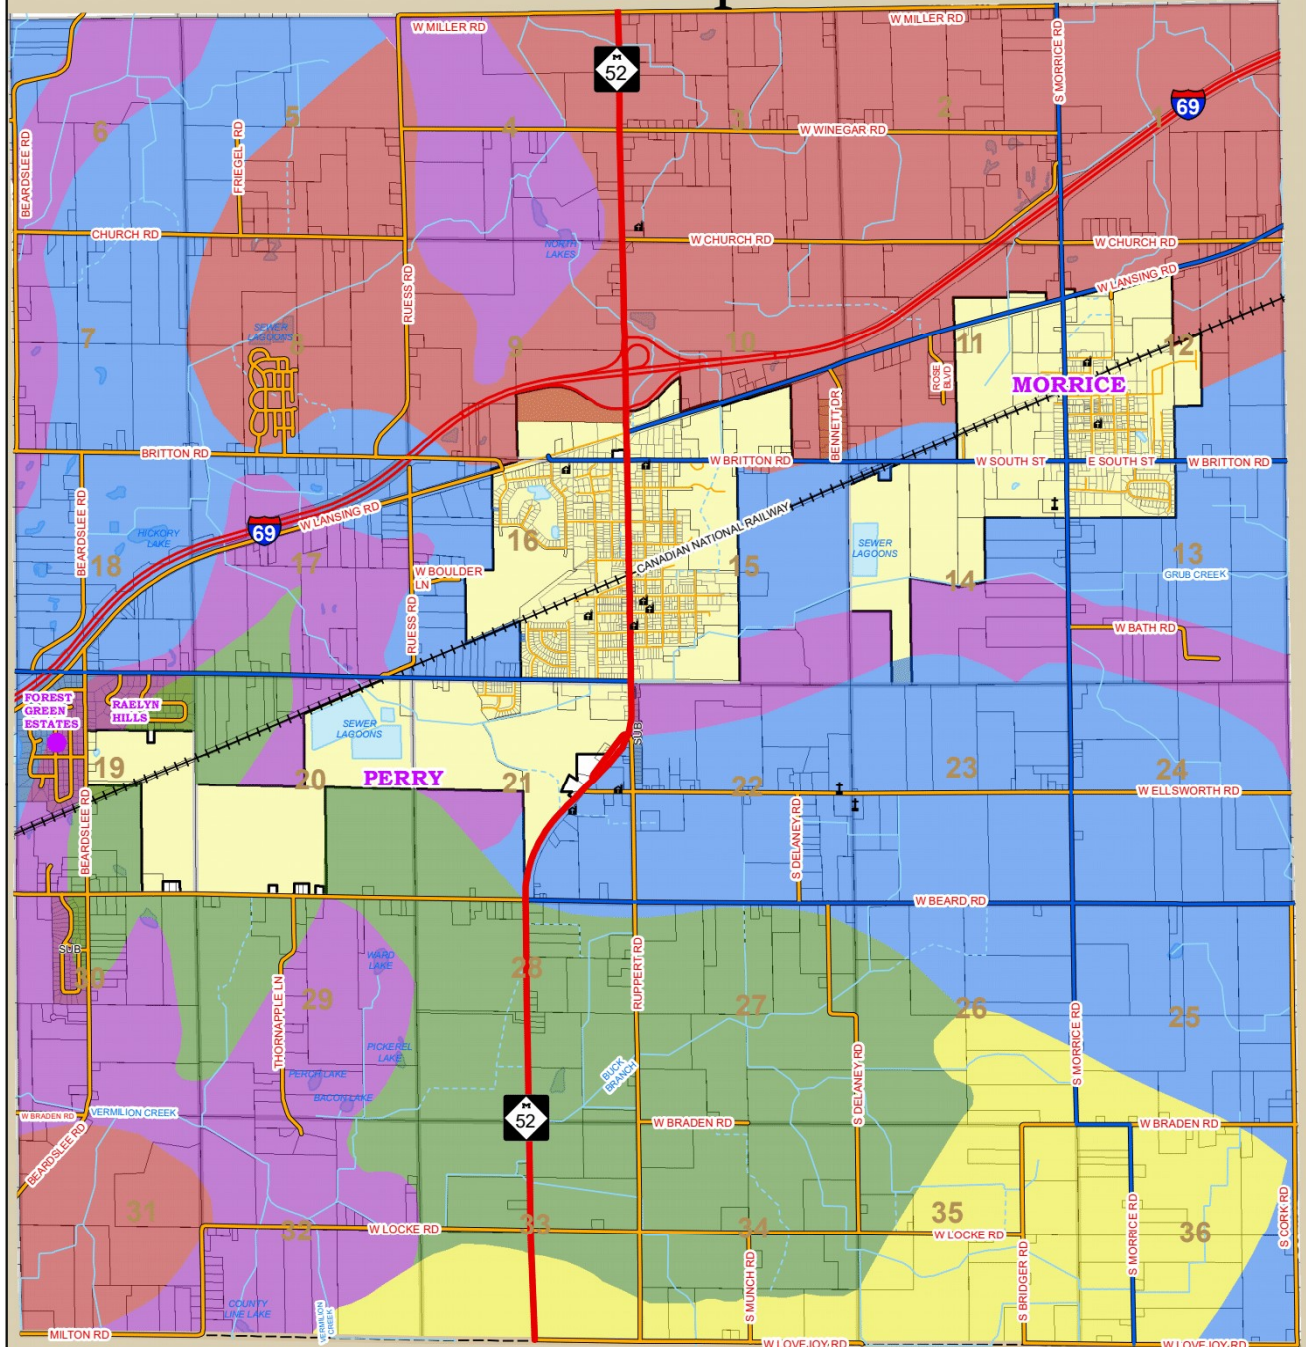 W MILLER RD
W MILLER RD
M
52
S MORRICE RD
69
6
5
4
3
2
1
W WINEGAR RD
BEARDSLEE RD
FRIEGEL RD
CHURCH RD
W CHURCH RD
W CHURCH RD
NORTH
LAKES
RUESS RD
W LANSING RD
SEWER
LAGOONS
7
8
9
10
11
12
ROSE
BLVD
MORRICE
BENNETT DR
BRITTON RD
W BRITTON RD
W SOUTH ST
E SOUTH ST
W BRITTON RD
BEARDSLEE RD
HICKORY
LAKE
69
W LANSING RD
CANADIAN NATIONAL RAILWAY
18
17
16
15
14
13
SEWER
LAGOONS
GRUB CREEK
W BOULDER
LN
RUESS RD
W BATH RD
FOREST
GREEN
ESTATES
RAELYN
HILLS
SEWER
LAGOONS
SUB
19
20
PERRY
21
22
23
24
W ELLSWORTH RD
BEARDSLEE RD
S DELANEY RD
W BEARD RD
SUB
30
29
28
27
26
25
WARD
LAKE
RUPPERT RD
THORNAPPLE LN
PICKEREL
LAKE
PERCH LAKE
BACON LAKE
BUCK
BRANCH
S DELANEY RD
S MORRICE RD
W BRADEN RD
VERMILION CREEK
M
52
W BRADEN RD
W BRADEN RD
BEARDSLEE RD
31
32
W LOCKE RD
33
34
35
W LOCKE RD
36
S MORRICE RD
S CORK RD
S MUNCH RD
S BRIDGER RD
COUNTY
LINE LAKE
VERMILION
CREEK
MILTON RD
W LOVEJOY RD
W LOVEJOY RD